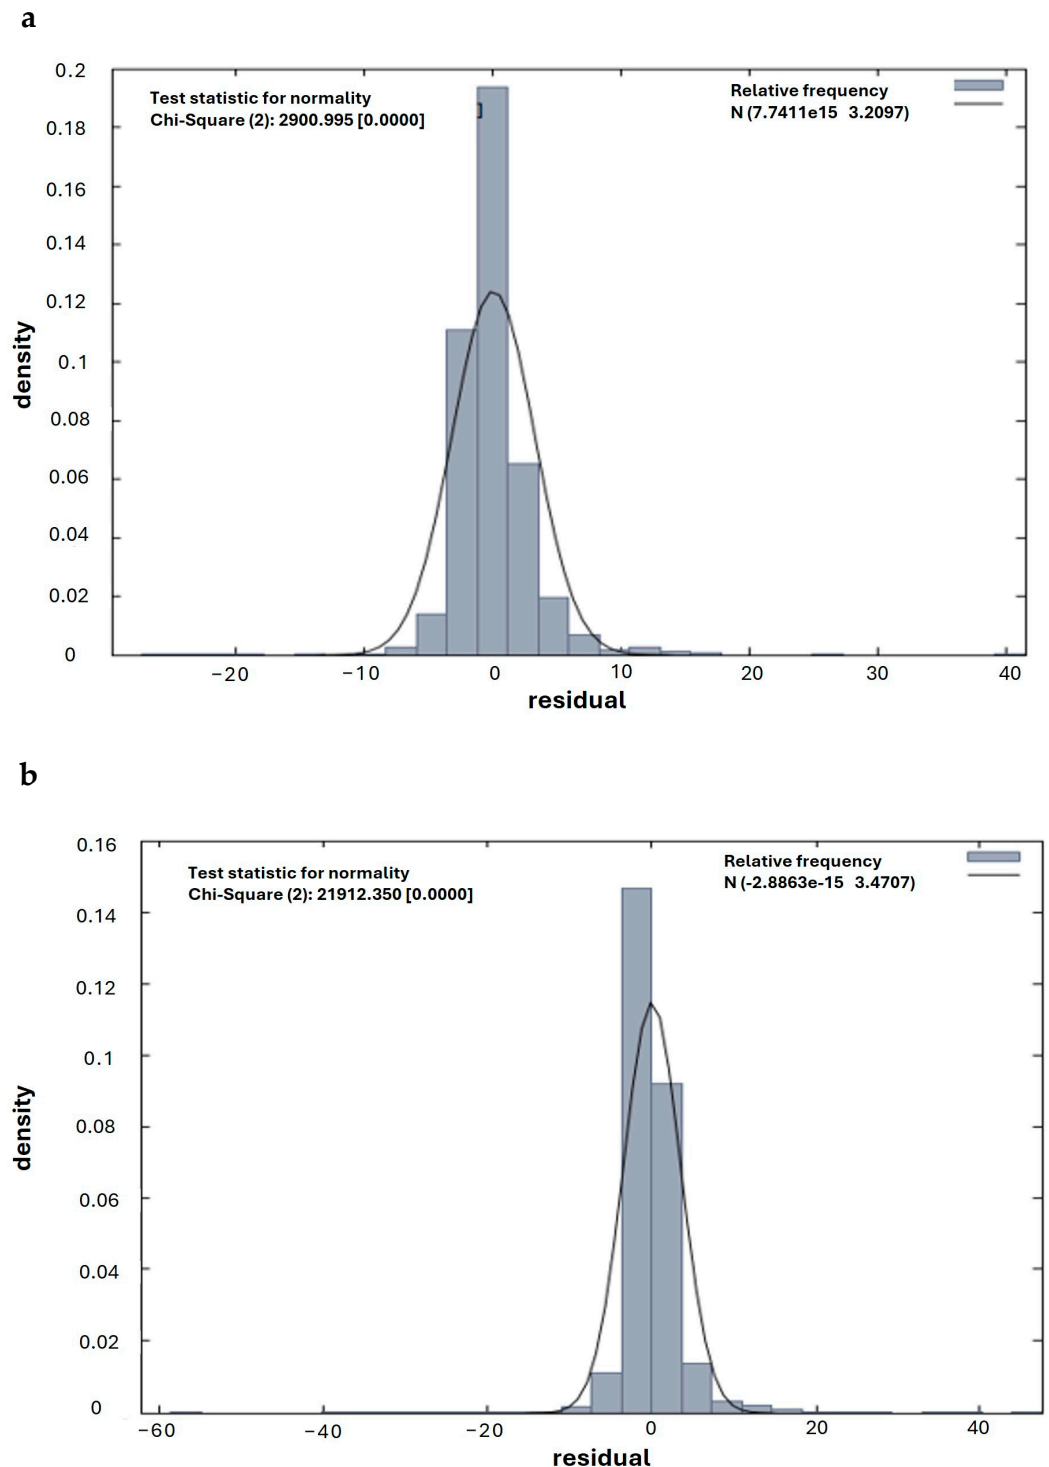 a
0.2
Test statistic for normality
Chi-Square (2): 2900.995 [0.0000]
]
Relative frequency
N (7.7411e15 3.2097)
0.18
0.16
0.14
0.12
0.1
0.08
0.06
0.04
0.02
0
density
−20 −10 0 10 20 30 40
residual
b
0.16
Test statistic for normality
Chi-Square (2): 21912.350 [0.0000]
Relative frequency
N (-2.8863e-15 3.4707)
0.14
0.12
0.1
0.08
0.06
0.04
0.02
0
density
−60 −40 −20 0 20 40
residual